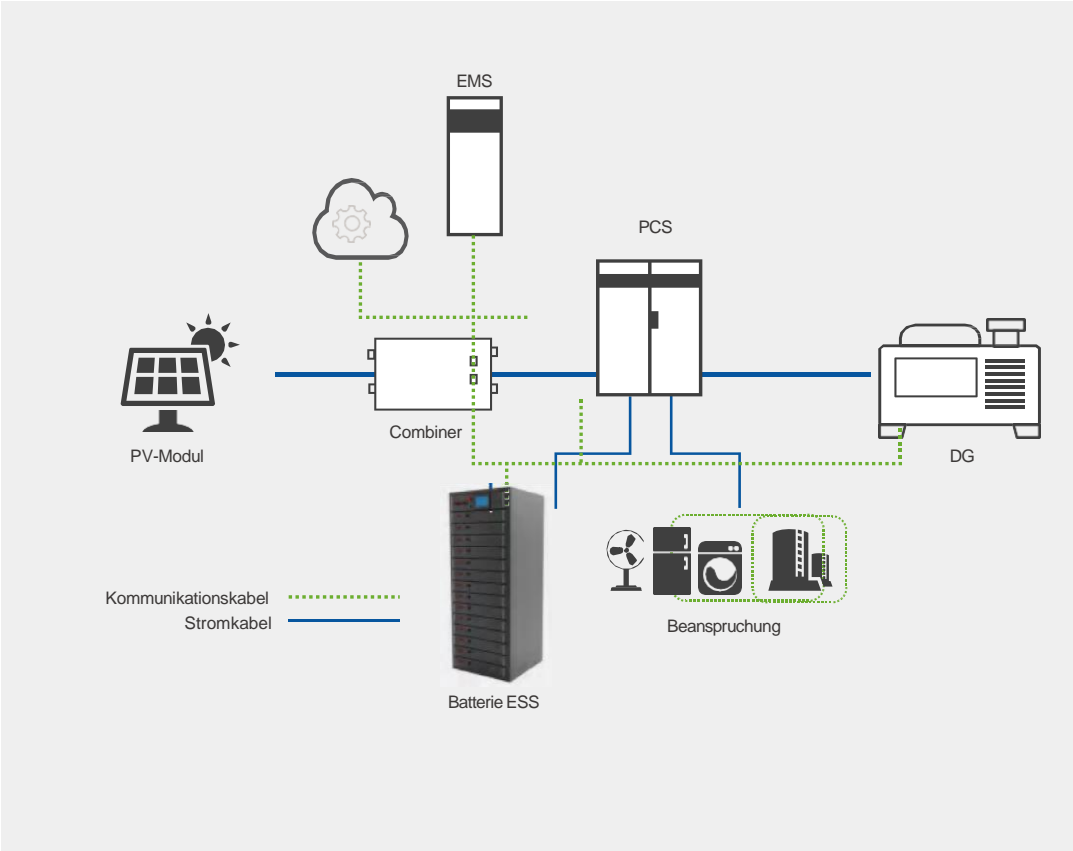 EMS
PCS
Combiner
PV-Modul
DG
Kommunikationskabel
Stromkabel
Beanspruchung
Batterie ESS